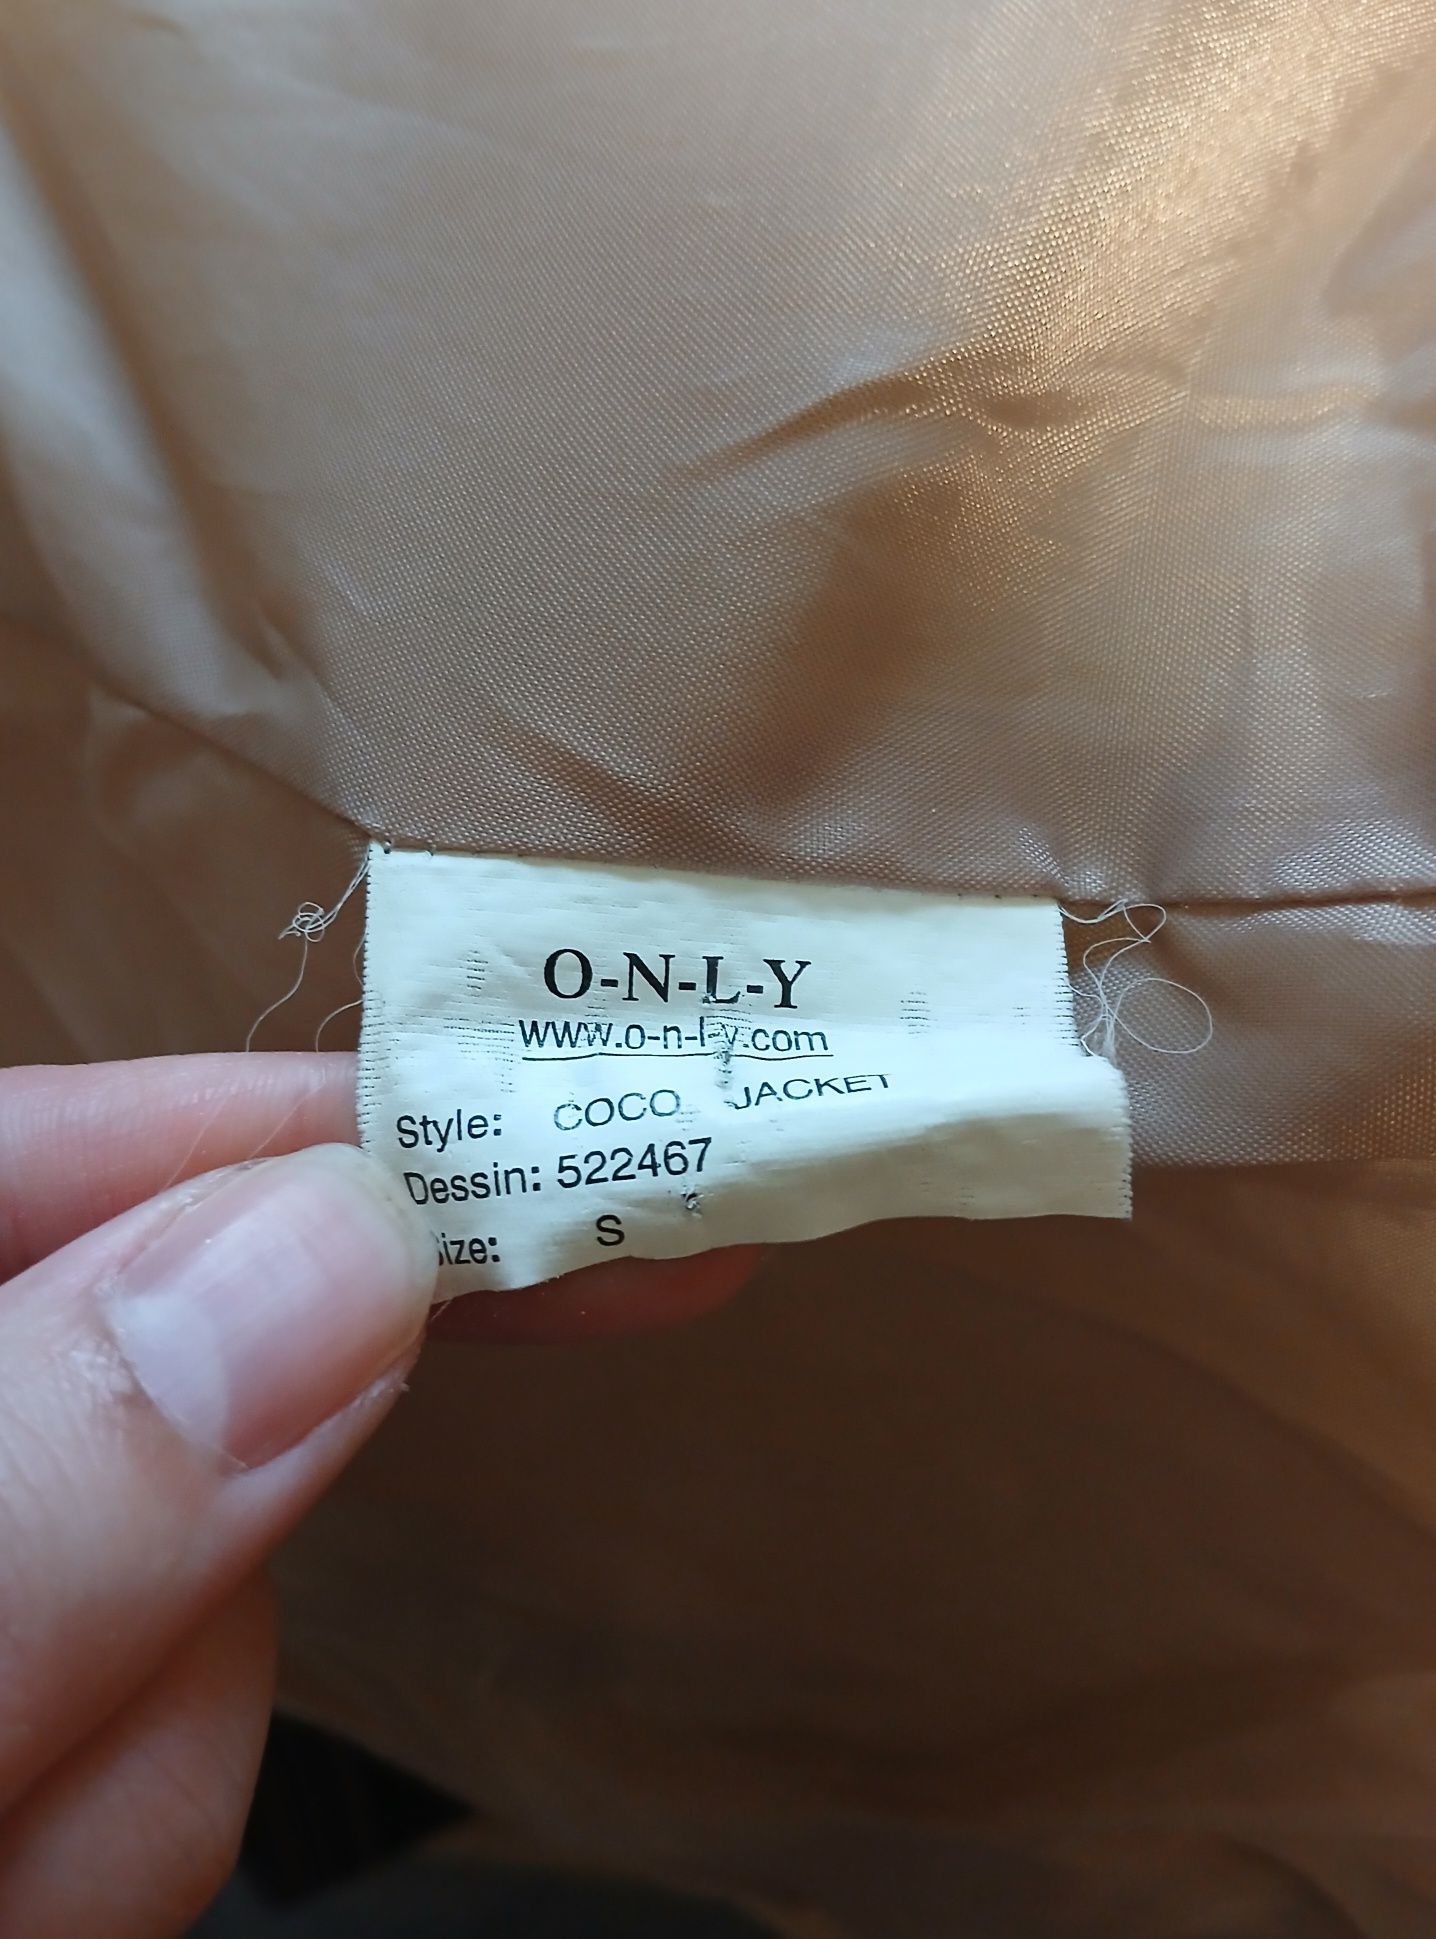 O-N-L-Y
www.o-n-l-y.com
Style: COCO JACKET
Dessin: 522467
Size: S